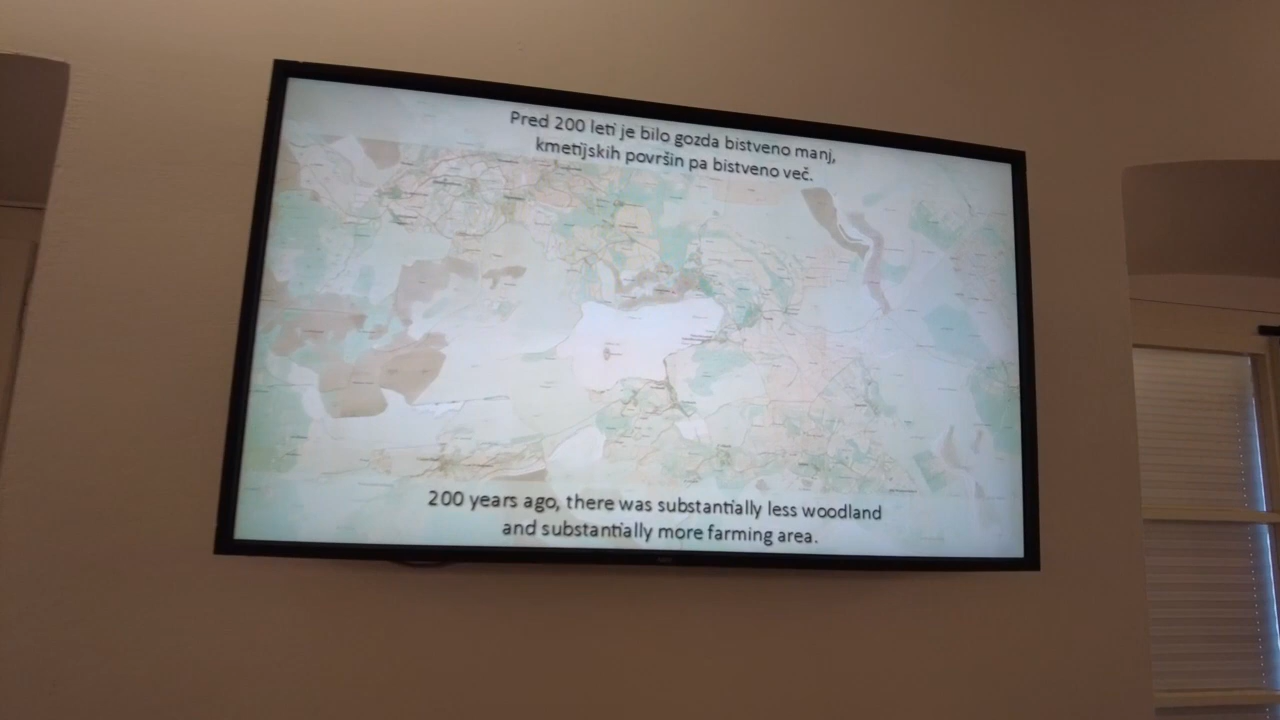 Pred 200 leti je bilo gozda bistveno manj,
kmetijskih površin pa bistveno več.
200 years ago, there was substantially less woodland
and substantially more farming area.